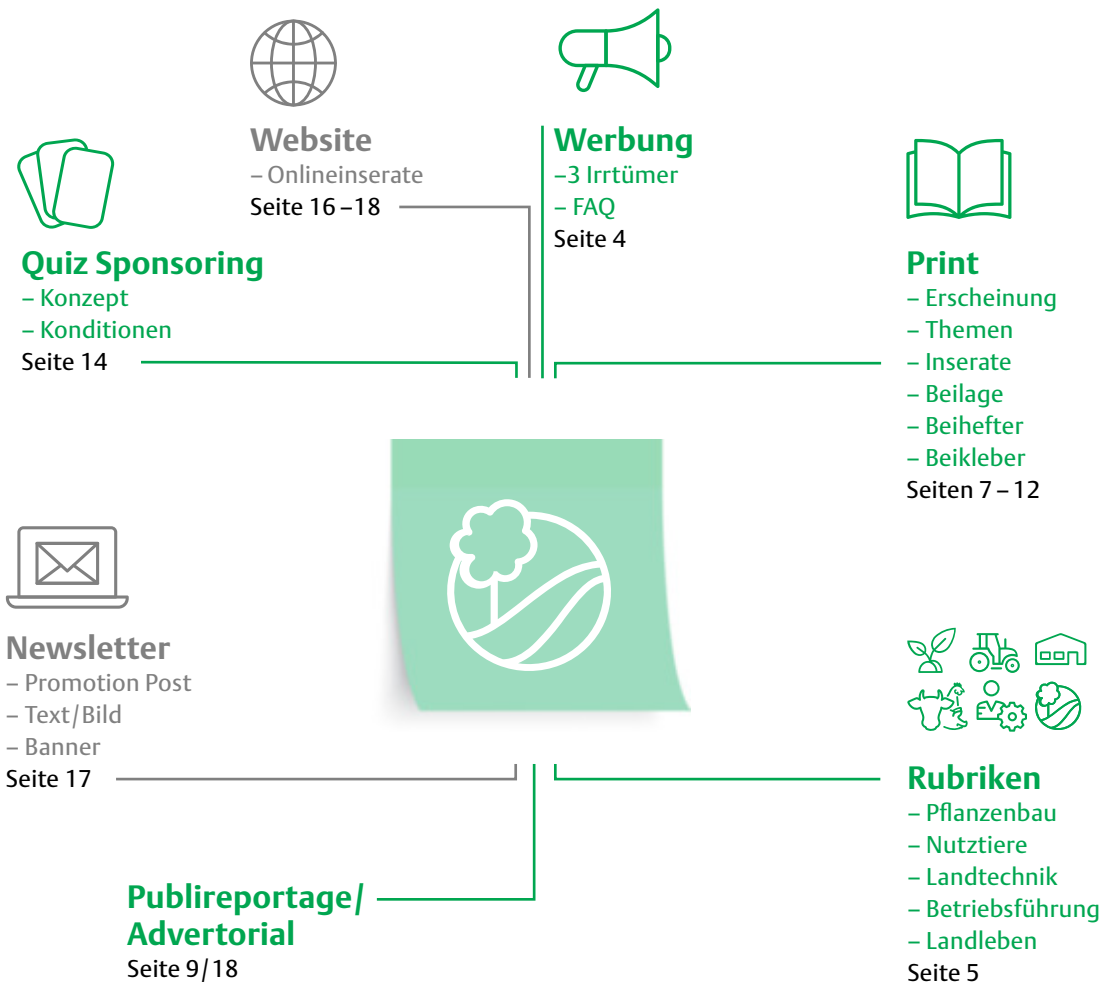 Website
– Onlineinserate
Seite 16–18
Werbung
–3 Irrtümer
– FAQ
Seite 4
Quiz Sponsoring
– Konzept
– Konditionen
Seite 14
Print
– Erscheinung
– Themen
– Inserate
– Beilage
– Beihefter
– Beikleber
Seiten 7–12
Newsletter
– Promotion Post
– Text/Bild
– Banner
Seite 17
Rubriken
– Pflanzenbau
– Nutztiere
– Landtechnik
– Betriebsführung
– Landleben
Seite 5
Publireportage/
Advertorial
Seite 9/18